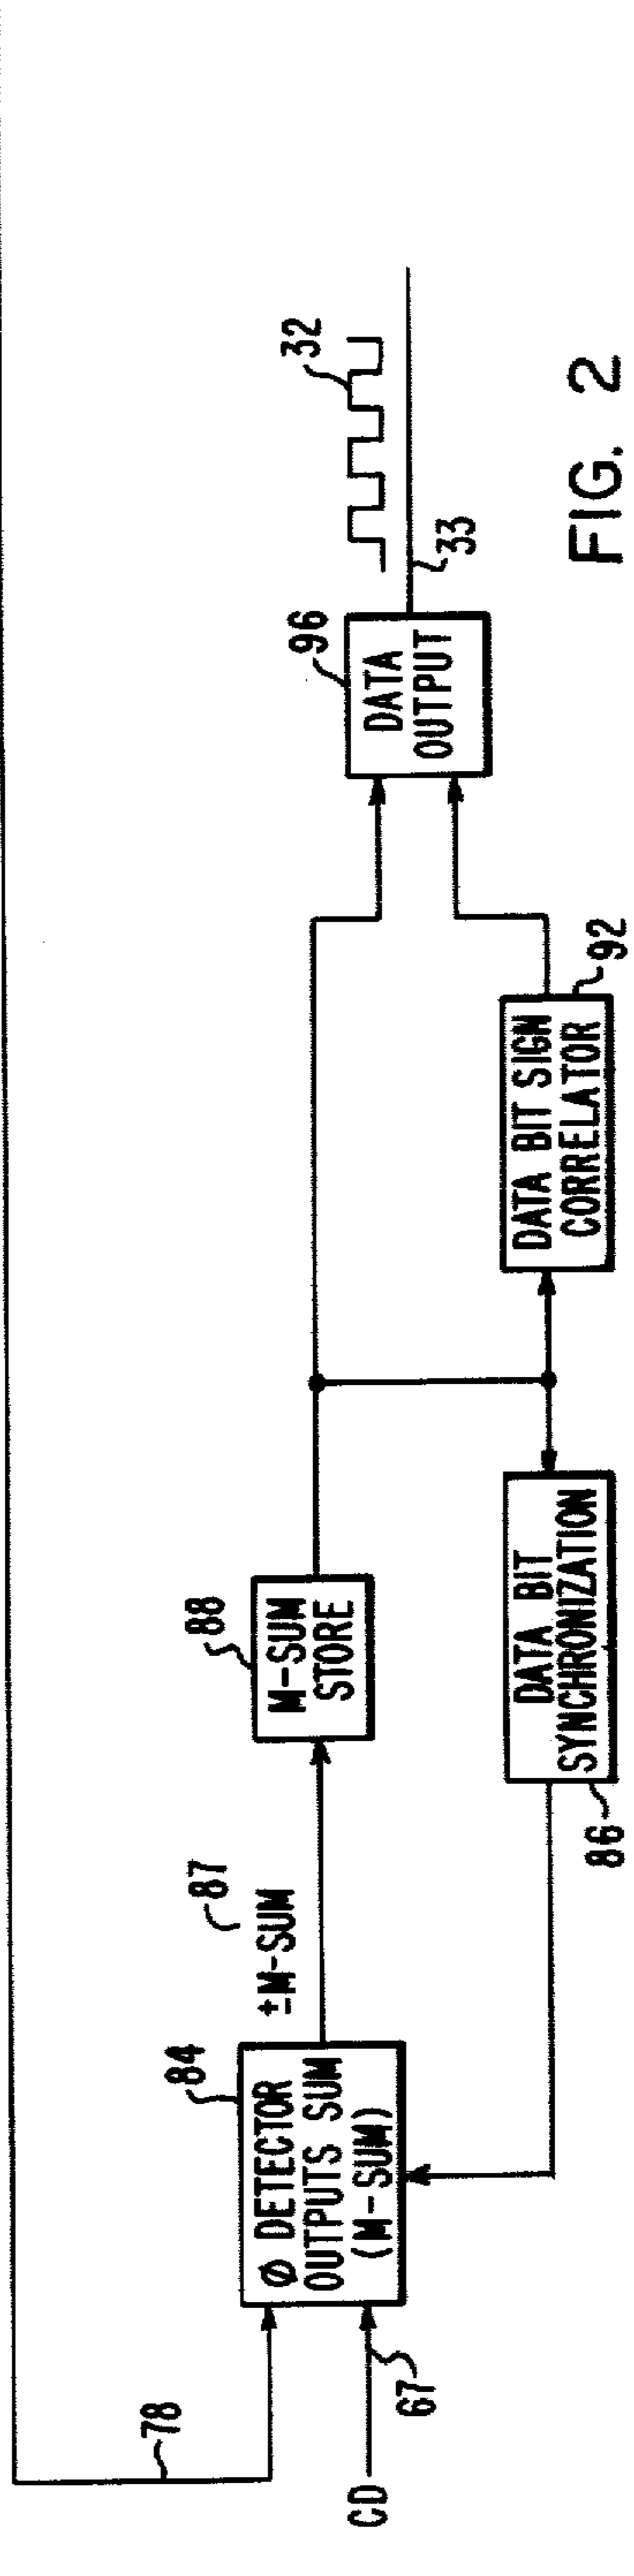 78
CD
67
84
Ø DETECTOR
OUTPUTS SUM
(M-SUM)
87
±M-SUM
88
M-SUM
STORE
86
DATA BIT
SYNCHRONIZATION
92
DATA BIT SIGN
CORRELATOR
96
DATA
OUTPUT
32
33
FIG. 2